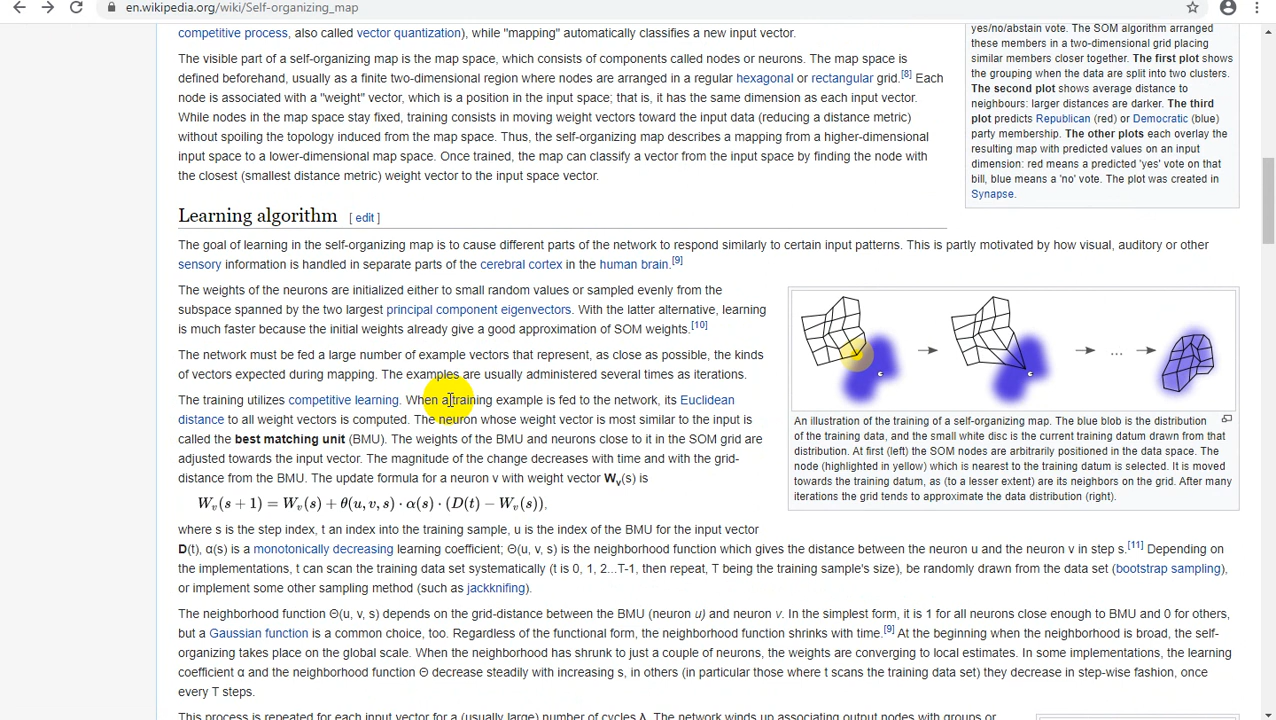 en.wikipedia.org/wiki/Self-organizing_map
competitive process, also called vector quantization), while "mapping" automatically classifies a new input vector.
The visible part of a self-organizing map is the map space, which consists of components called nodes or neurons. The map space is
defined beforehand, usually as a finite two-dimensional region where nodes are arranged in a regular hexagonal or rectangular grid.[8] Each
node is associated with a "weight" vector, which is a position in the input space; that is, it has the same dimension as each input vector.
While nodes in the map space stay fixed, training consists in moving weight vectors toward the input data (reducing a distance metric)
without spoiling the topology induced from the map space. Thus, the self-organizing map describes a mapping from a higher-dimensional
input space to a lower-dimensional map space. Once trained, the map can classify a vector from the input space by finding the node with
the closest (smallest distance metric) weight vector to the input space vector.
yes/no/abstain vote. The SOM algorithm arranged
these members in a two-dimensional grid placing
similar members closer together. The first plot shows
the grouping when the data are split into two clusters.
The second plot shows average distance to
neighbours: larger distances are darker. The third
plot predicts Republican (red) or Democratic (blue)
party membership. The other plots each overlay the
resulting map with predicted values on an input
dimension: red means a predicted 'yes' vote on that
bill, blue means a 'no' vote. The plot was created in
Synapse.
Learning algorithm [ edit ]
The goal of learning in the self-organizing map is to cause different parts of the network to respond similarly to certain input patterns. This is partly motivated by how visual, auditory or other
sensory information is handled in separate parts of the cerebral cortex in the human brain.[9]
The weights of the neurons are initialized either to small random values or sampled evenly from the
subspace spanned by the two largest principal component eigenvectors. With the latter alternative, learning
is much faster because the initial weights already give a good approximation of SOM weights.[10]
The network must be fed a large number of example vectors that represent, as close as possible, the kinds
of vectors expected during mapping. The examples are usually administered several times as iterations.
The training utilizes competitive learning. When a training example is fed to the network, its Euclidean
distance to all weight vectors is computed. The neuron whose weight vector is most similar to the input is
called the best matching unit (BMU). The weights of the BMU and neurons close to it in the SOM grid are
adjusted towards the input vector. The magnitude of the change decreases with time and with the grid-
distance from the BMU. The update formula for a neuron v with weight vector Wv(s) is
Wv(s + 1) = Wv(s) + θ(u, v, s) · α(s) · (D(t) − Wv(s)),
...
An illustration of the training of a self-organizing map. The blue blob is the distribution
of the training data, and the small white disc is the current training datum drawn from that
distribution. At first (left) the SOM nodes are arbitrarily positioned in the data space. The
node (highlighted in yellow) which is nearest to the training datum is selected. It is moved
towards the training datum, as (to a lesser extent) are its neighbors on the grid. After many
iterations the grid tends to approximate the data distribution (right).
where s is the step index, t an index into the training sample, u is the index of the BMU for the input vector
D(t), α(s) is a monotonically decreasing learning coefficient; Θ(u, v, s) is the neighborhood function which gives the distance between the neuron u and the neuron v in step s.[11] Depending on
the implementations, t can scan the training data set systematically (t is 0, 1, 2...T-1, then repeat, T being the training sample's size), be randomly drawn from the data set (bootstrap sampling),
or implement some other sampling method (such as jackknifing).
The neighborhood function Θ(u, v, s) depends on the grid-distance between the BMU (neuron u) and neuron v. In the simplest form, it is 1 for all neurons close enough to BMU and 0 for others,
but a Gaussian function is a common choice, too. Regardless of the functional form, the neighborhood function shrinks with time.[9] At the beginning when the neighborhood is broad, the self-
organizing takes place on the global scale. When the neighborhood has shrunk to just a couple of neurons, the weights are converging to local estimates. In some implementations, the learning
coefficient α and the neighborhood function Θ decrease steadily with increasing s, in others (in particular those where t scans the training data set) they decrease in step-wise fashion, once
every T steps.
This process is repeated for each input vector for a (usually large) number of cycles λ. The network winds up associating output nodes with groups or